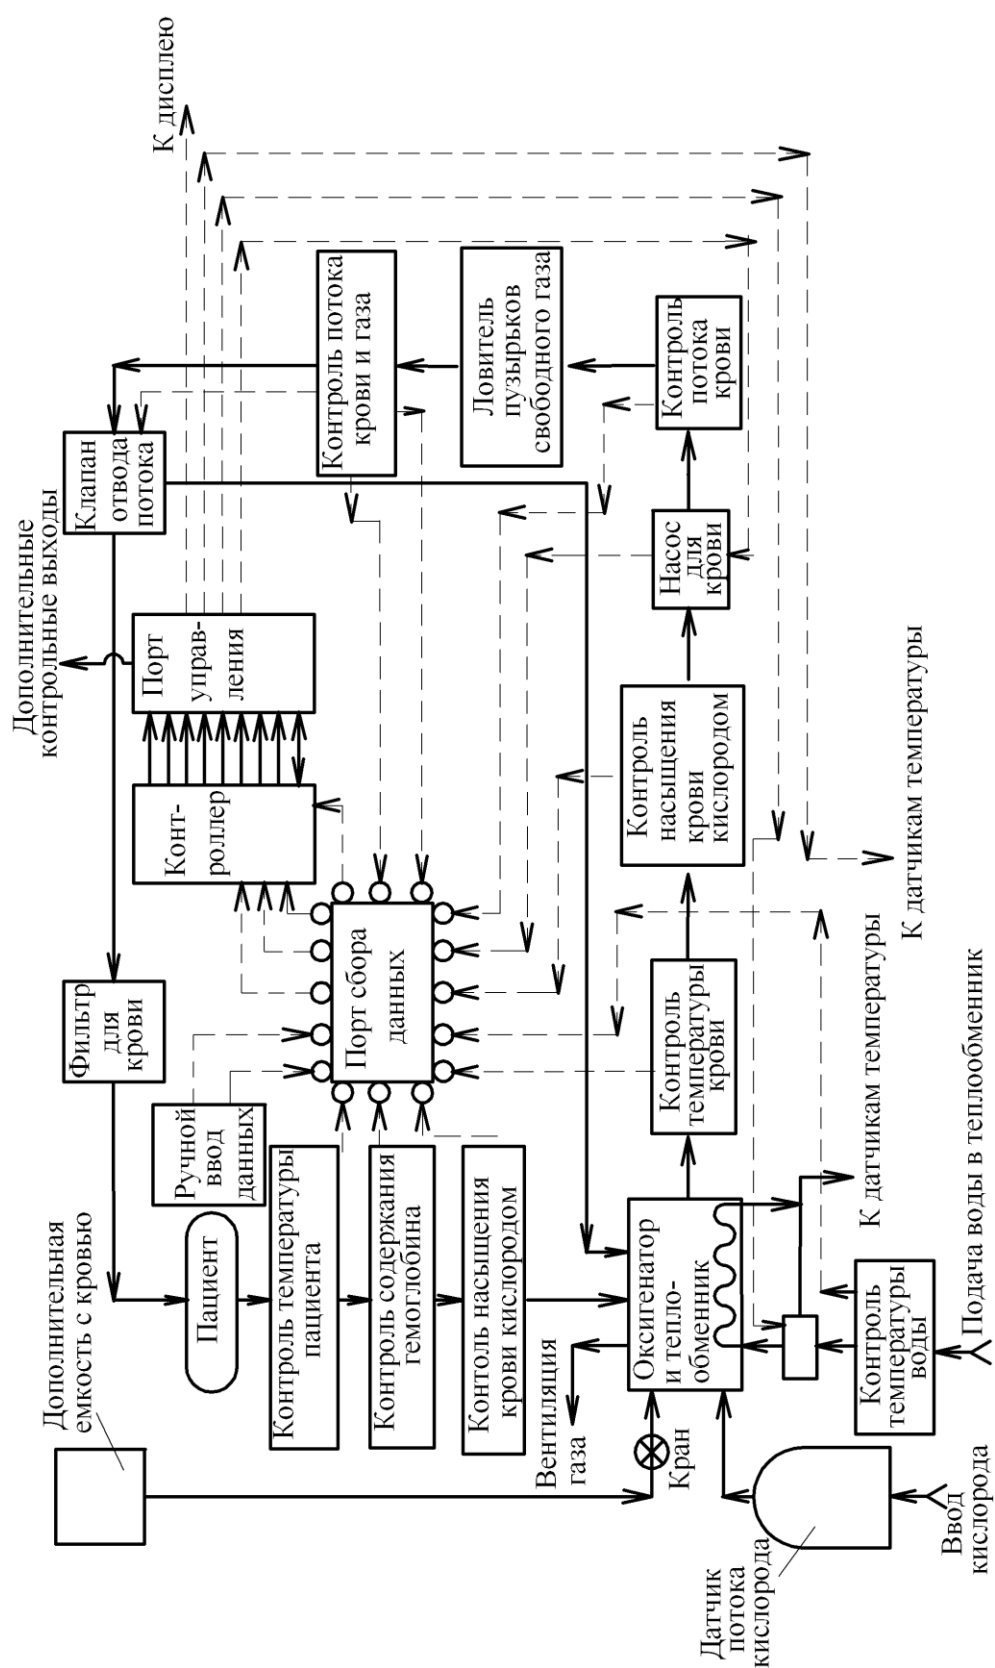 Дополнительная
емкость с кровью
Пациент
Ручной
ввод
данных
Контроль температуры
пациента
Контроль содержания
гемоглобина
Контоль насыщения
крови кислородом
Вентиляция
газа
Кран
Датчик
потока
кислорода
Ввод
кислорода
Оксигенатор
и тепло-
обменник
Контроль
температуры
воды
Подача воды в теплообменник
К датчикам температуры
Фильтр
для
крови
Порт сбора
данных
Контроль
температуры
крови
Дополнительные
контрольные выходы
Конт-
роллер
Порт
управ-
ления
Контроль
насыщения
крови
кислородом
К датчикам температуры
Клапан
отвода
потока
Насос
для
крови
Контроль
потока
крови
Ловитель
пузырьков
свободного газа
Контроль потока
крови и газа
К дисплею